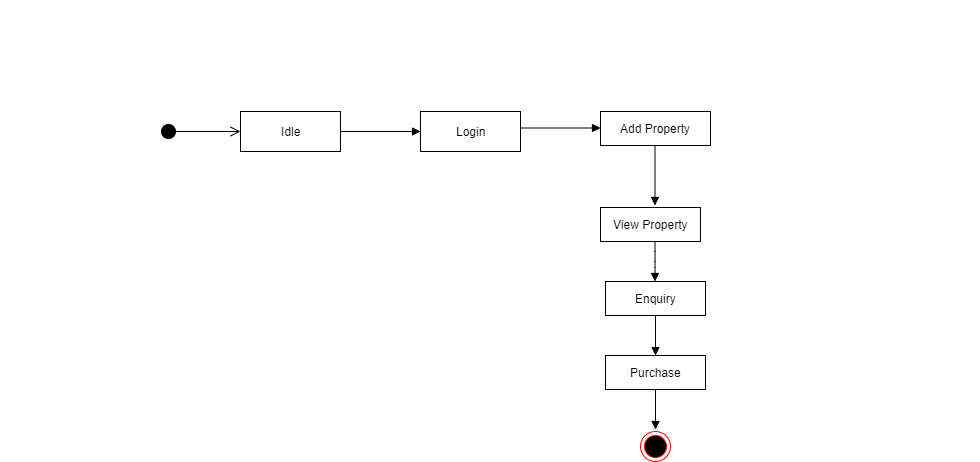 Idle
Login
Add Property
View Property
Enquiry
Purchase